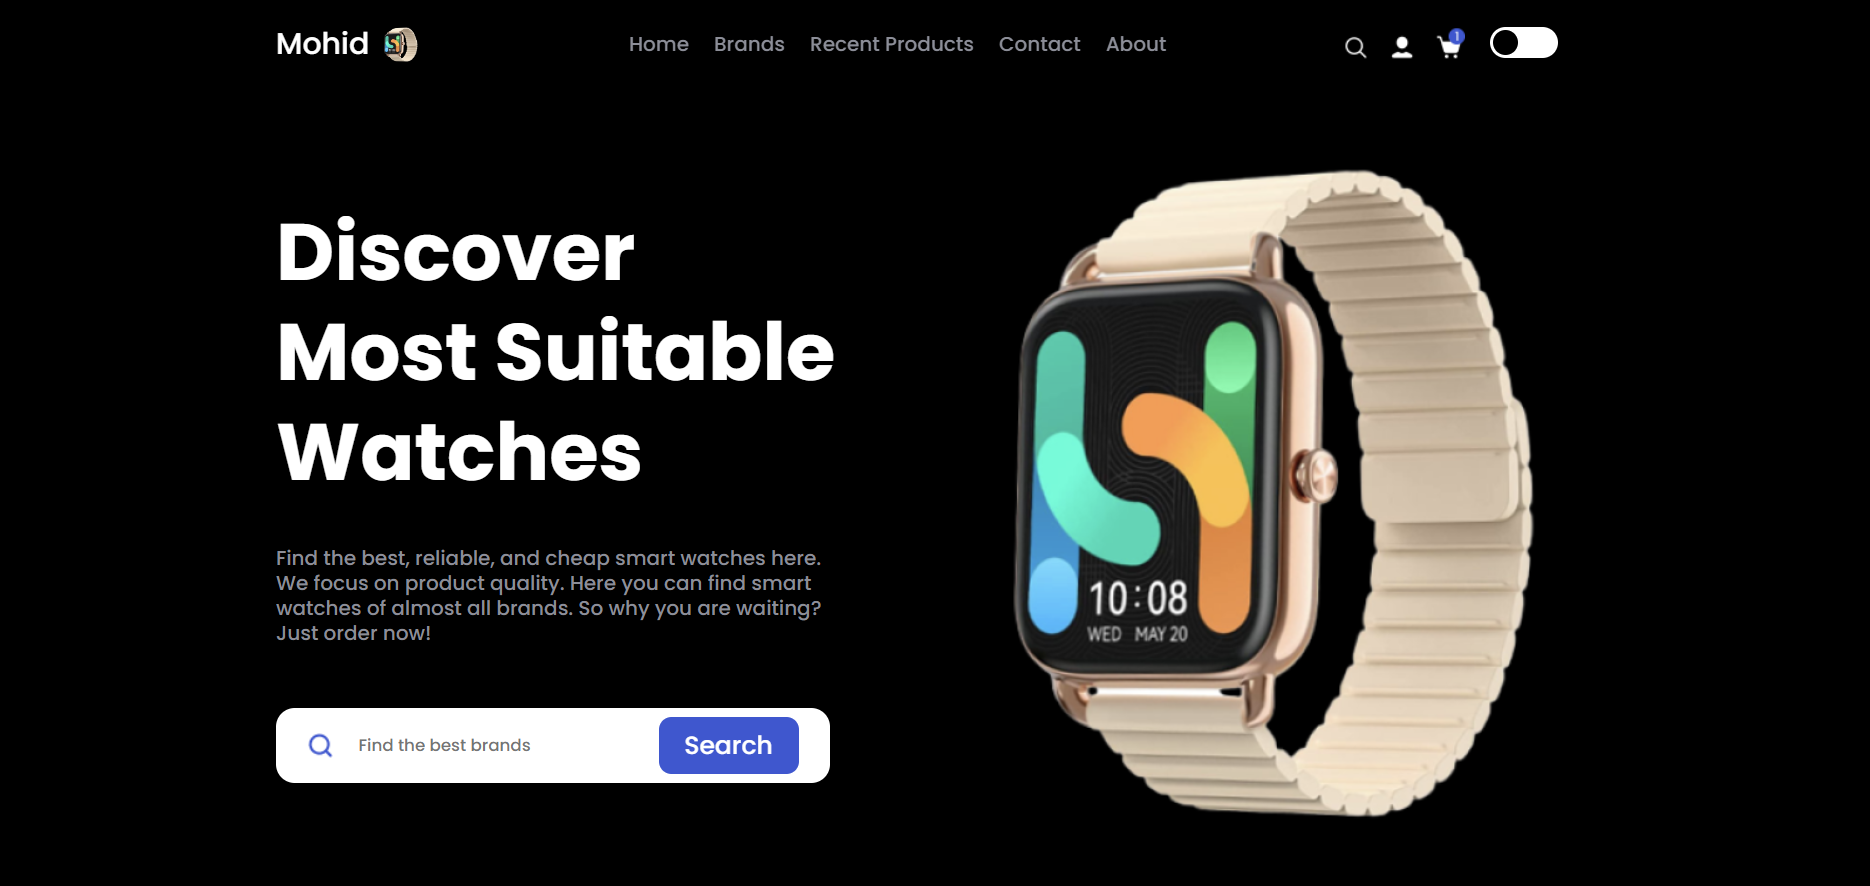 Mohid
Home Brands Recent Products Contact About
1
Discover
Most Suitable
Watches
Find the best, reliable, and cheap smart watches here.
We focus on product quality. Here you can find smart
watches of almost all brands. So why you are waiting?
Just order now!
Find the best brands
Search
10:08
WED MAY 20